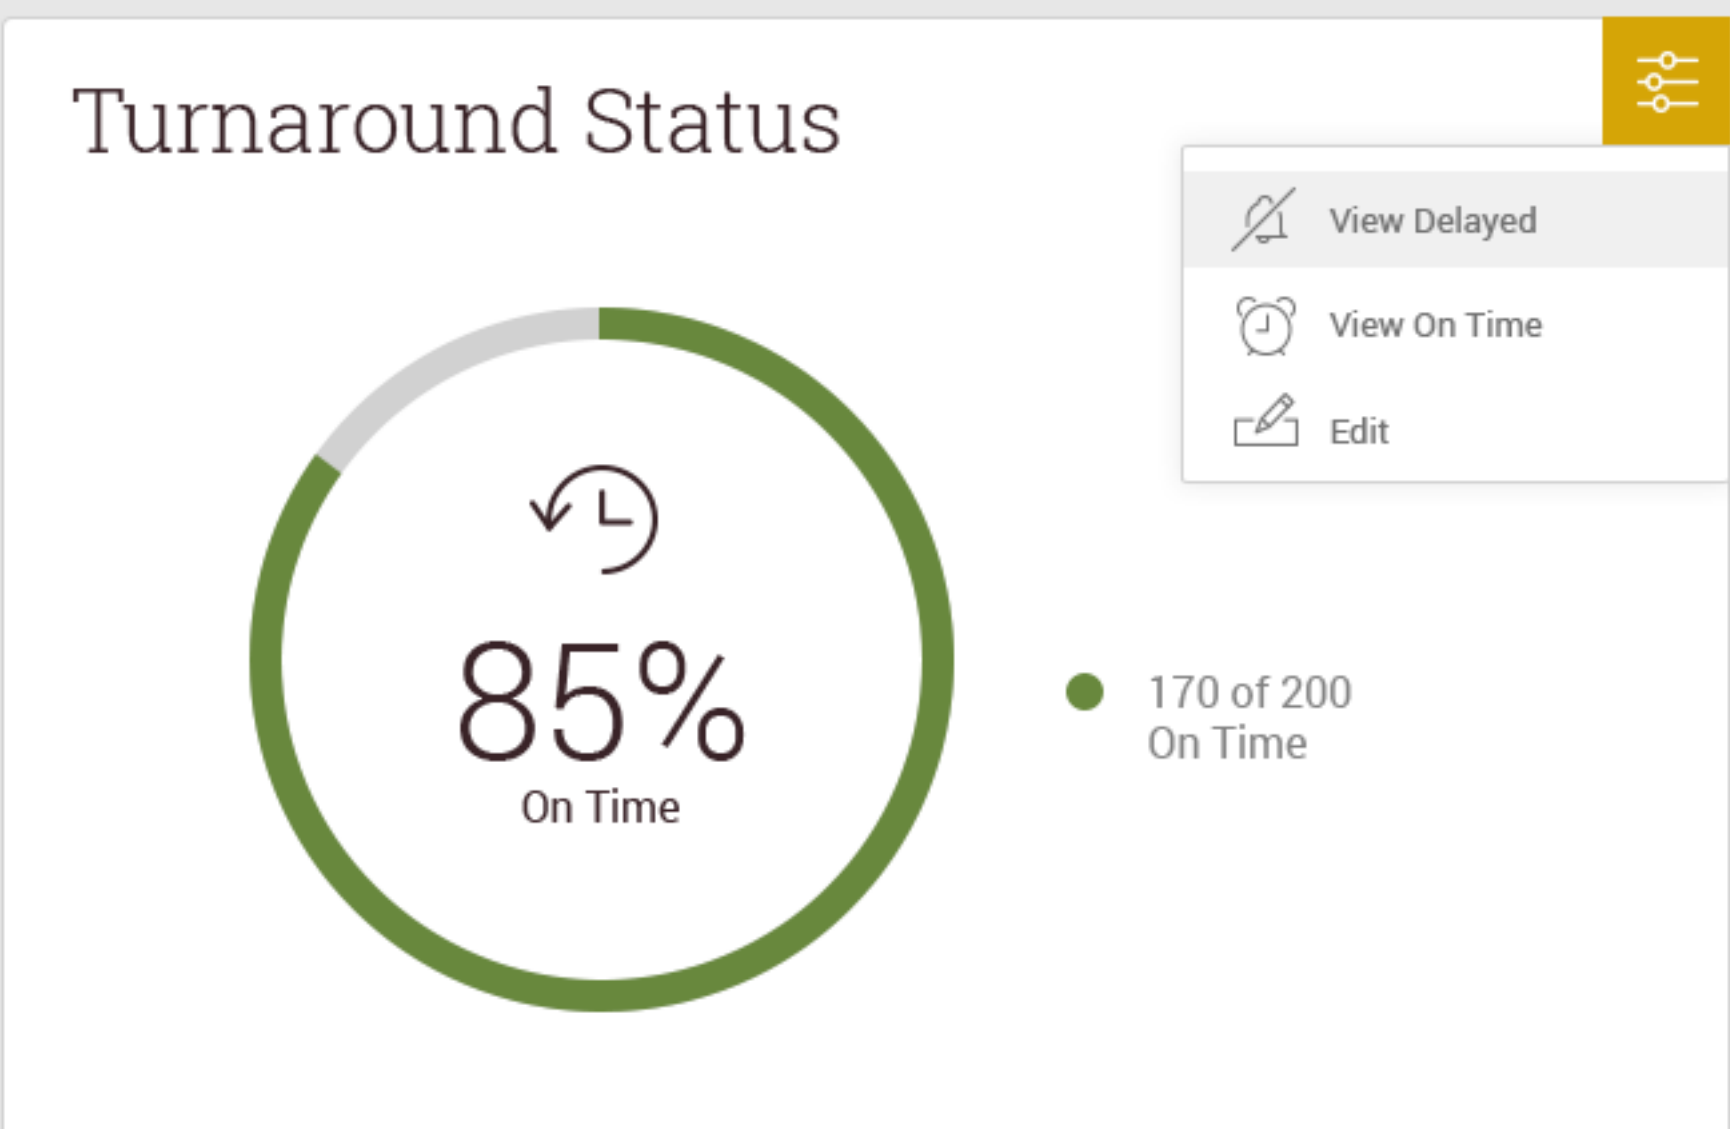 Turnaround Status
View Delayed
View On Time
Edit
85%
On Time
170 of 200
On Time